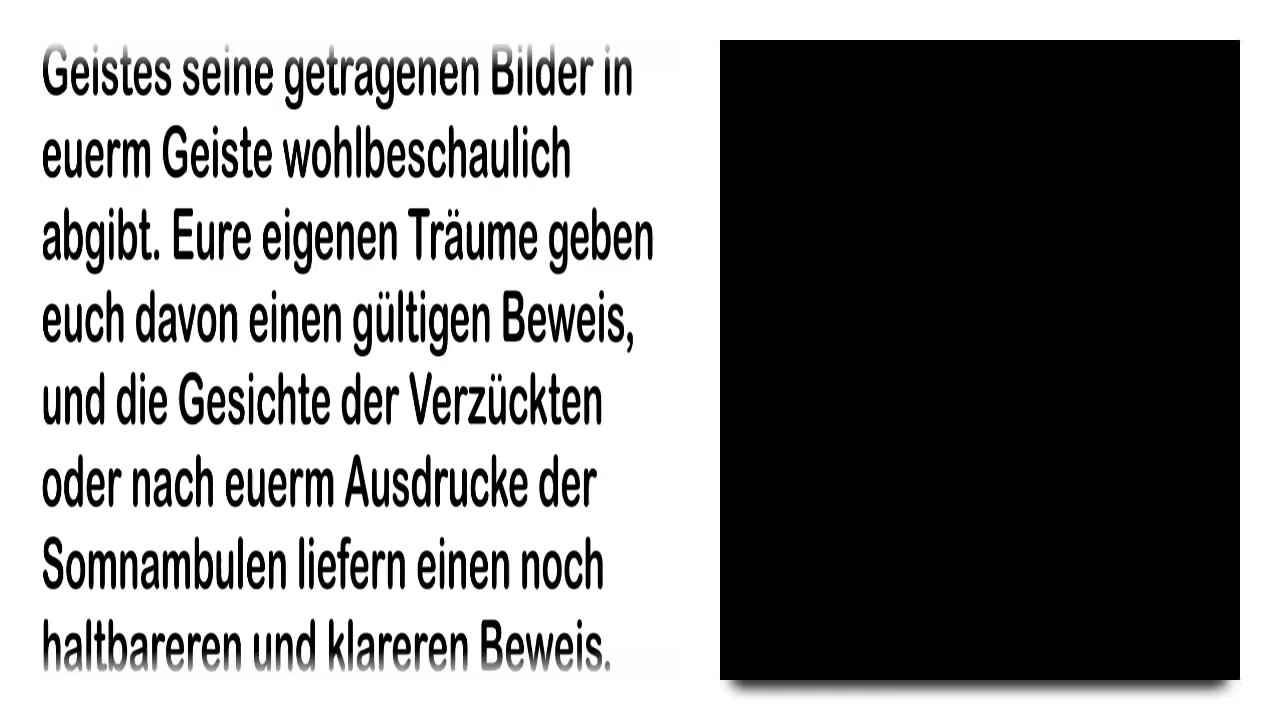 Geistes seine getragenen Bilder in
euerm Geiste wohlbeschaulich
abgibt. Eure eigenen Träume geben
euch davon einen gültigen Beweis,
und die Gesichte der Verzückten
oder nach euerm Ausdrucke der
Somnambulen liefern einen noch
haltbareren und klareren Beweis.